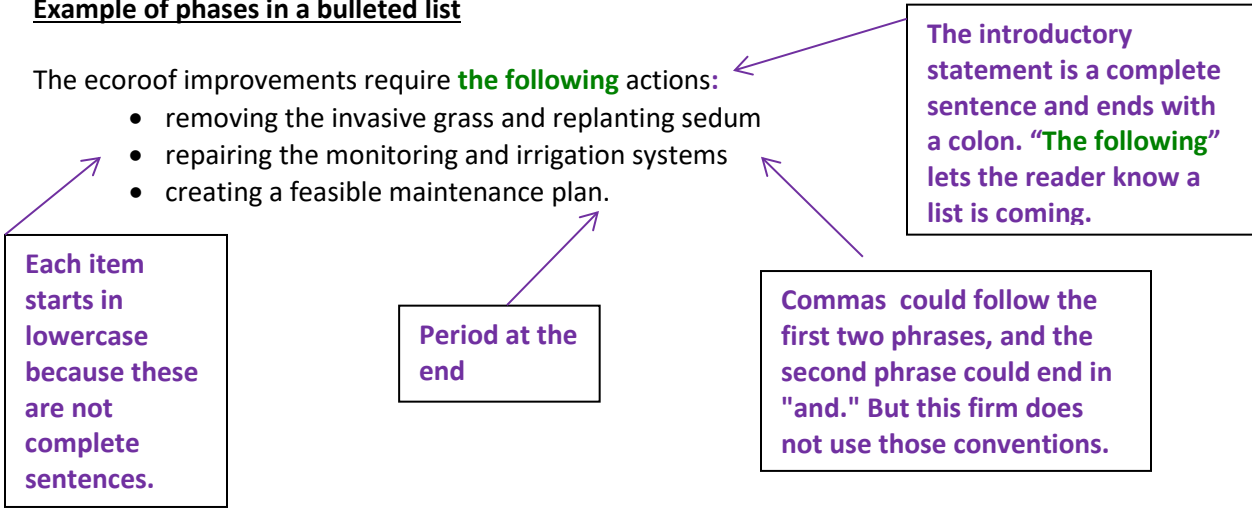 Example of phases in a bulleted list
The ecoroof improvements require the following actions:
• removing the invasive grass and replanting sedum
• repairing the monitoring and irrigation systems
• creating a feasible maintenance plan.
The introductory
statement is a complete
sentence and ends with
a colon. “The following”
lets the reader know a
list is coming.
Each item
starts in
lowercase
because these
are not
complete
sentences.
Period at the
end
Commas  could follow the
first two phrases, and the
second phrase could end in
"and." But this firm does
not use those conventions.